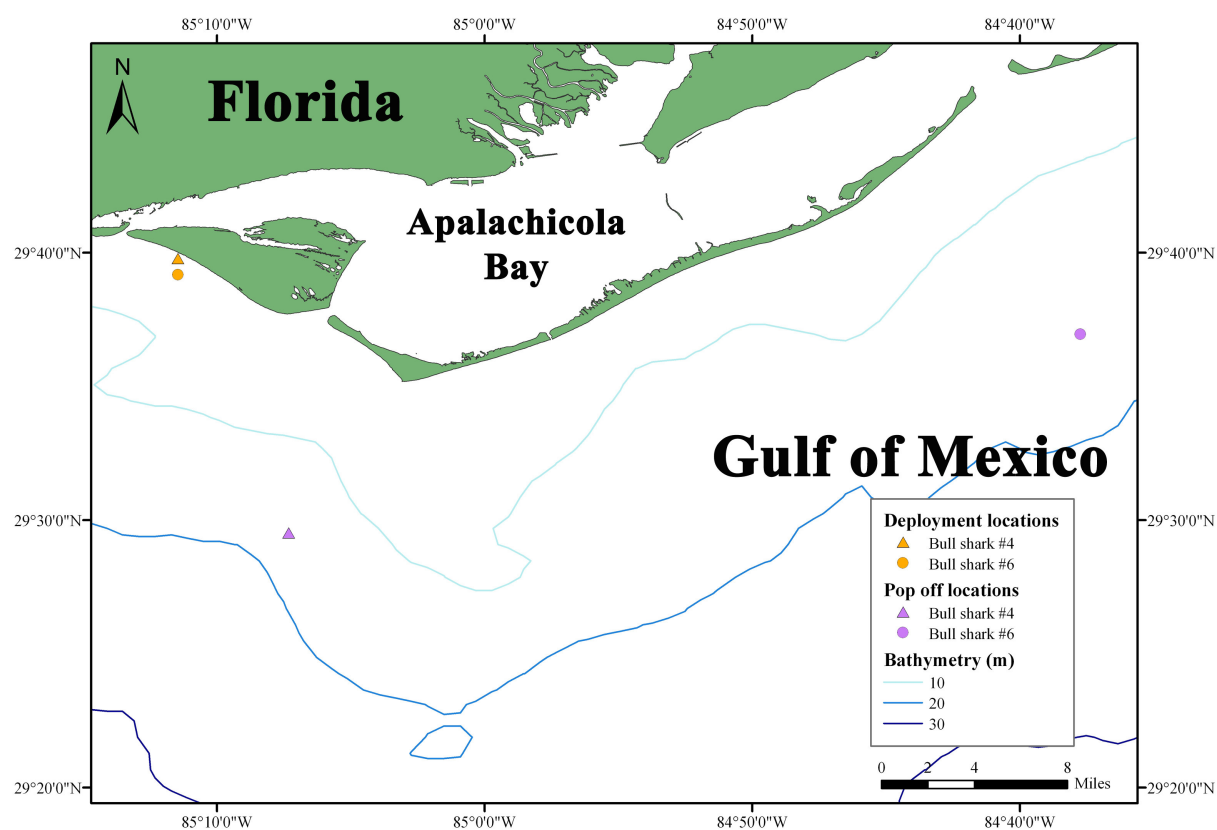 85°10'0"W 85°0'0"W 84°50'0"W 84°40'0"W
N
Florida
Apalachicola
Bay
29°40'0"N 29°40'0"N
Gulf of Mexico
29°30'0"N 29°30'0"N
Deployment locations
Bull shark #4
Bull shark #6
Pop off locations
Bull shark #4
Bull shark #6
Bathymetry (m)
10
20
30
0 2 4 8
Miles
29°20'0"N 29°20'0"N
85°10'0"W 85°0'0"W 84°50'0"W 84°40'0"W